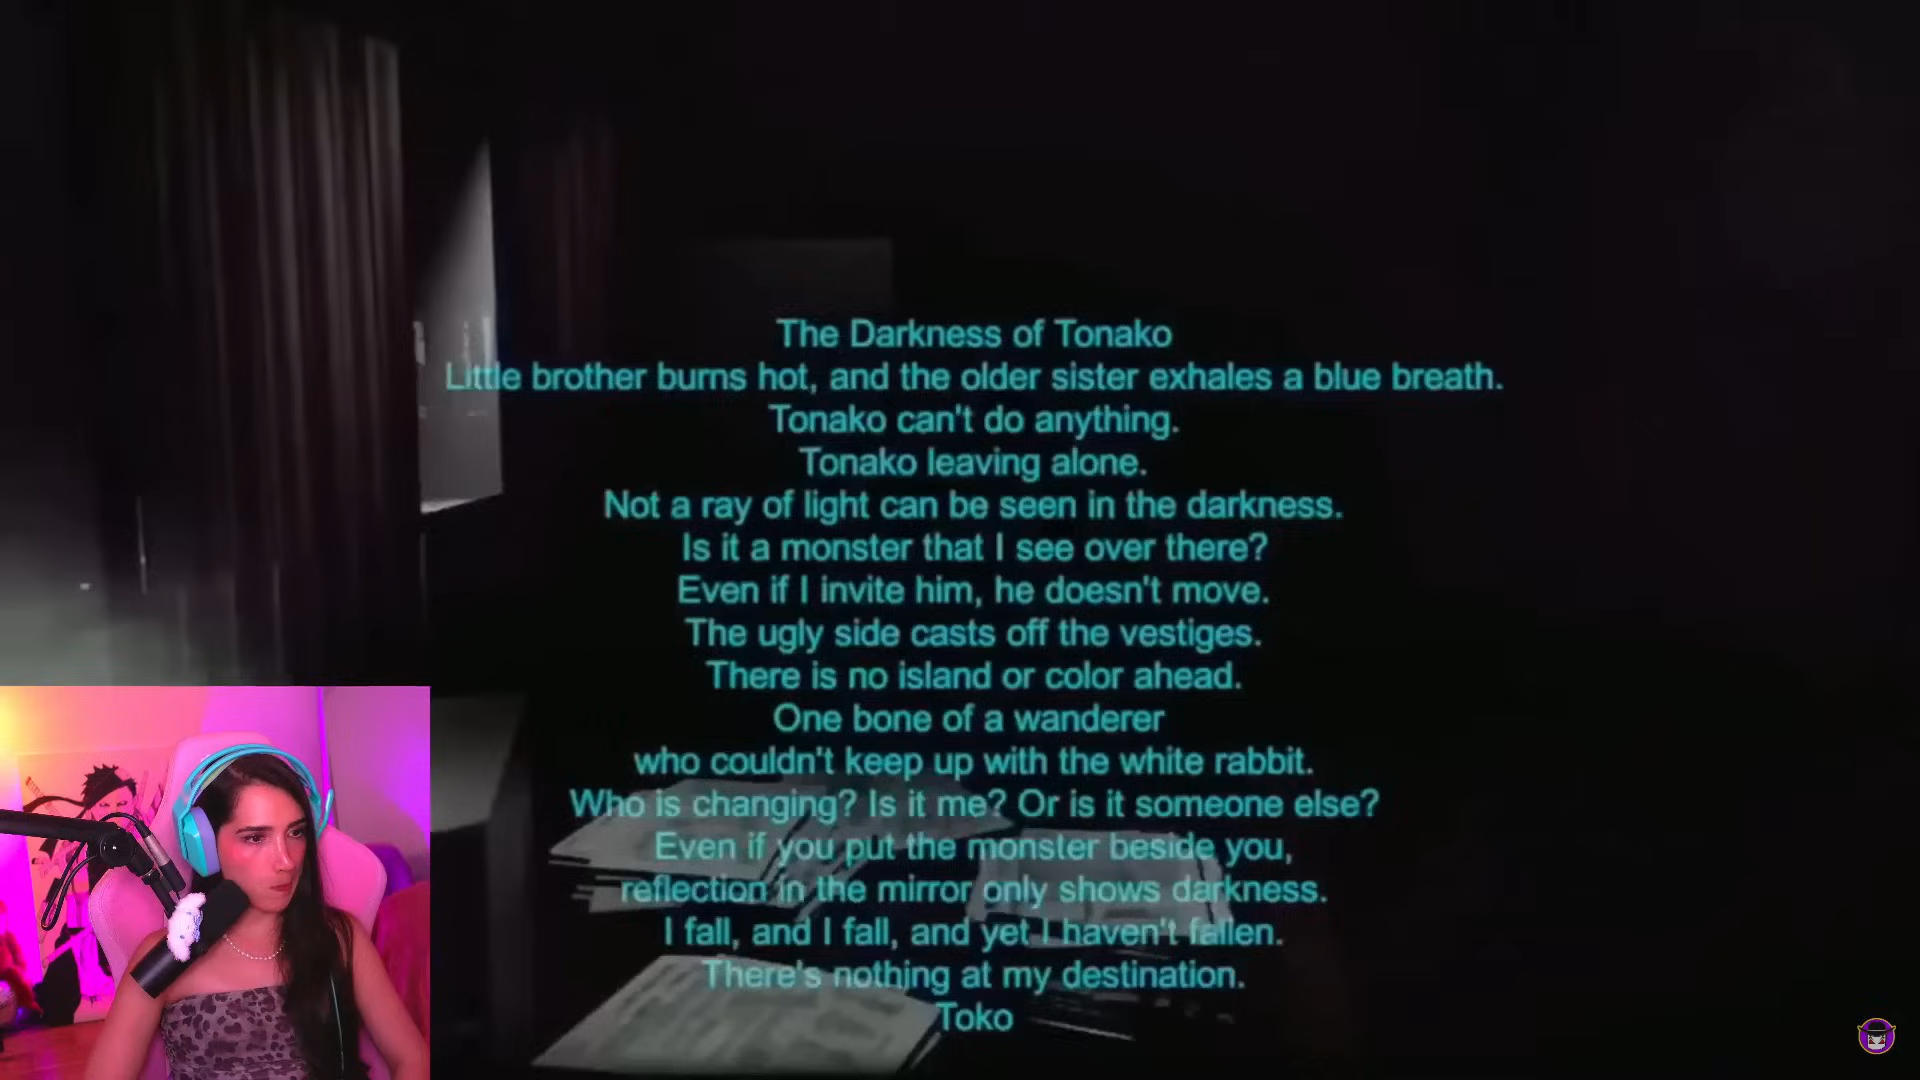 The Darkness of Tonako
Little brother burns hot, and the older sister exhales a blue breath.
Tonako can't do anything.
Tonako leaving alone.
Not a ray of light can be seen in the darkness.
Is it a monster that I see over there?
Even if I invite him, he doesn't move.
The ugly side casts off the vestiges.
There is no island or color ahead.
One bone of a wanderer
who couldn't keep up with the white rabbit.
Who is changing? Is it me? Or is it someone else?
Even if you put the monster beside you,
reflection in the mirror only shows darkness.
I fall, and I fall, and yet I haven't fallen.
There's nothing at my destination.
Toko